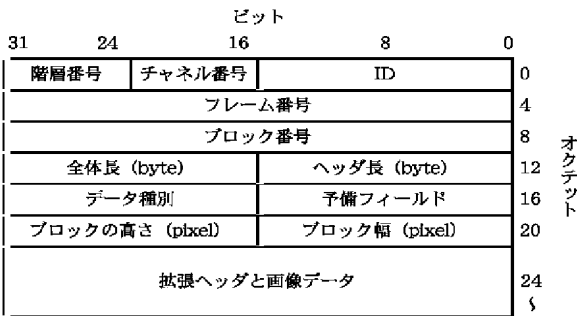 ビット
31 24 16 8 0
階層番号 チャネル番号 ID 0
フレーム番号 4
ブロック番号 8
全体長 (byte) ヘッダ長 (byte) 12
データ種別 予備フィールド 16
ブロックの高さ (pixel) ブロック幅 (pixel) 20
拡張ヘッダと画像データ 24
〜
オクテット